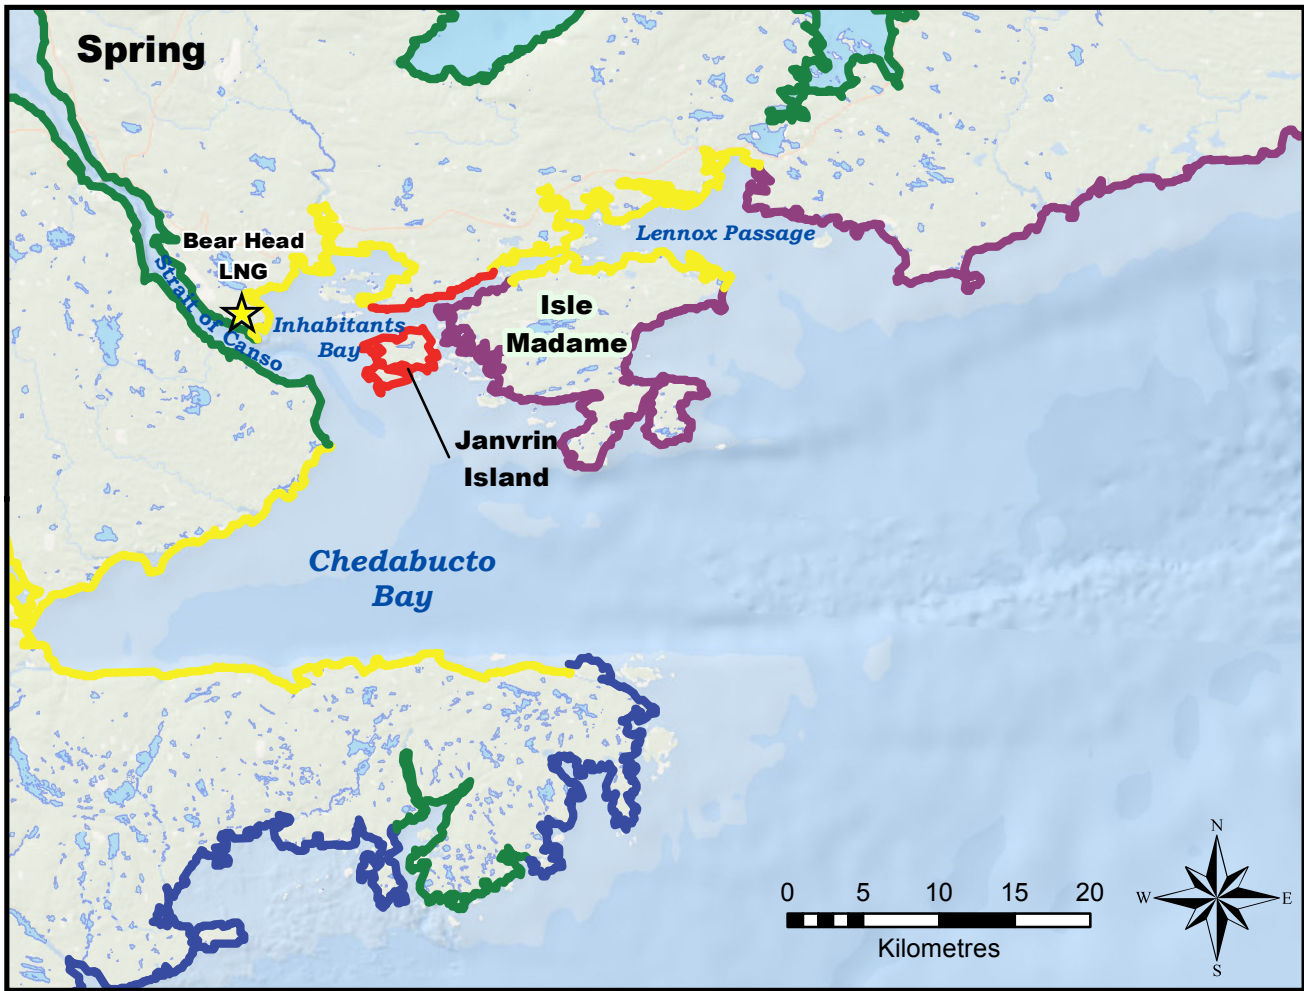 Spring
Bear Head
LNG
Strait of Canso
Lennox Passage
Inhabitants
Bay
Isle
Madame
Janvrin
Island
Chedabucto
Bay
0 5 10 15 20
Kilometres
N
W E
S